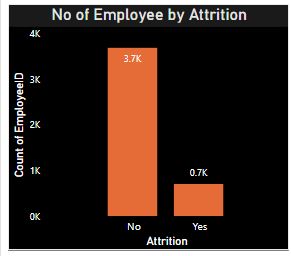 No of Employee by Attrition
4K
3K
2K
1K
0K
Count of EmployeeID
3.7K
0.7K
No
Yes
Attrition